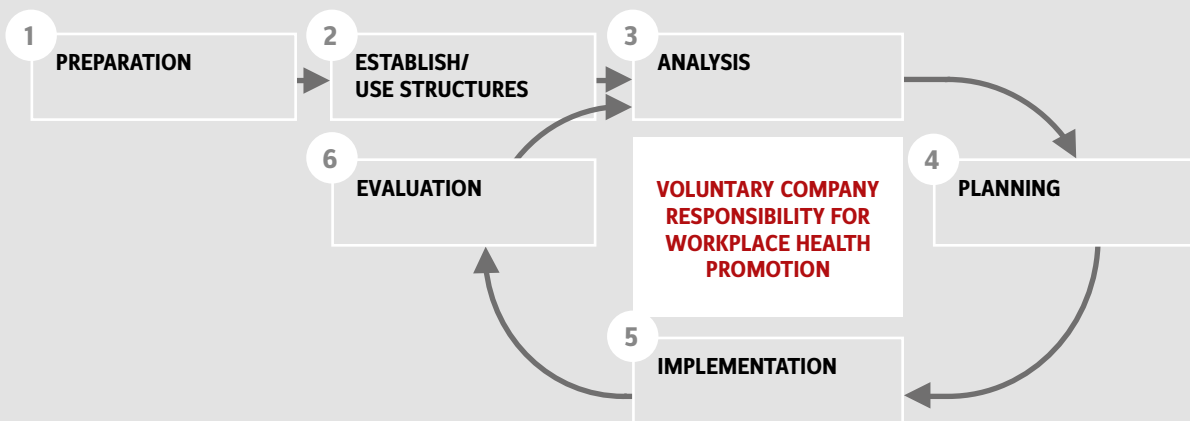 1
PREPARATION
2
ESTABLISH/
USE STRUCTURES
3
ANALYSIS
4
PLANNING
5
IMPLEMENTATION
6
EVALUATION
VOLUNTARY COMPANY
RESPONSIBILITY FOR
WORKPLACE HEALTH
PROMOTION